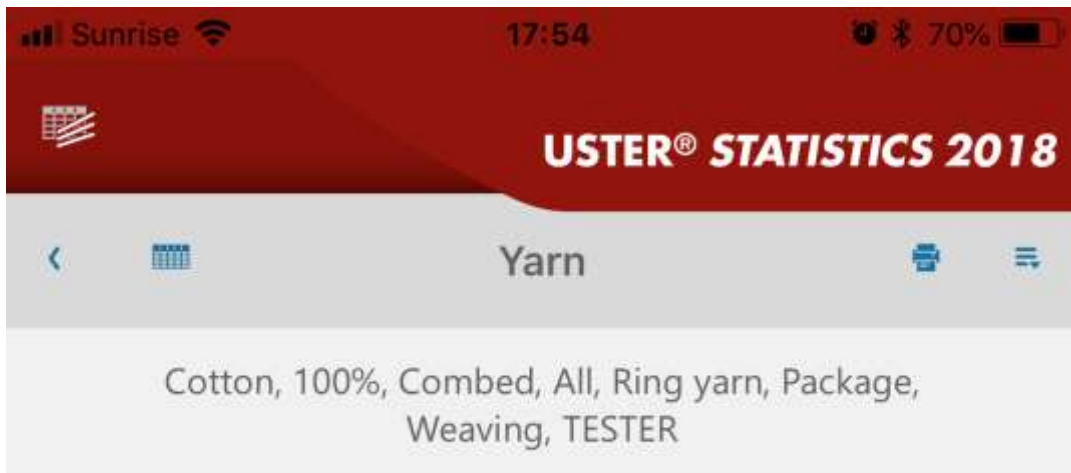 Sunrise 17:54 70%
USTER® STATISTICS 2018
Yarn
Cotton, 100%, Combed, All, Ring yarn, Package,
Weaving, TESTER